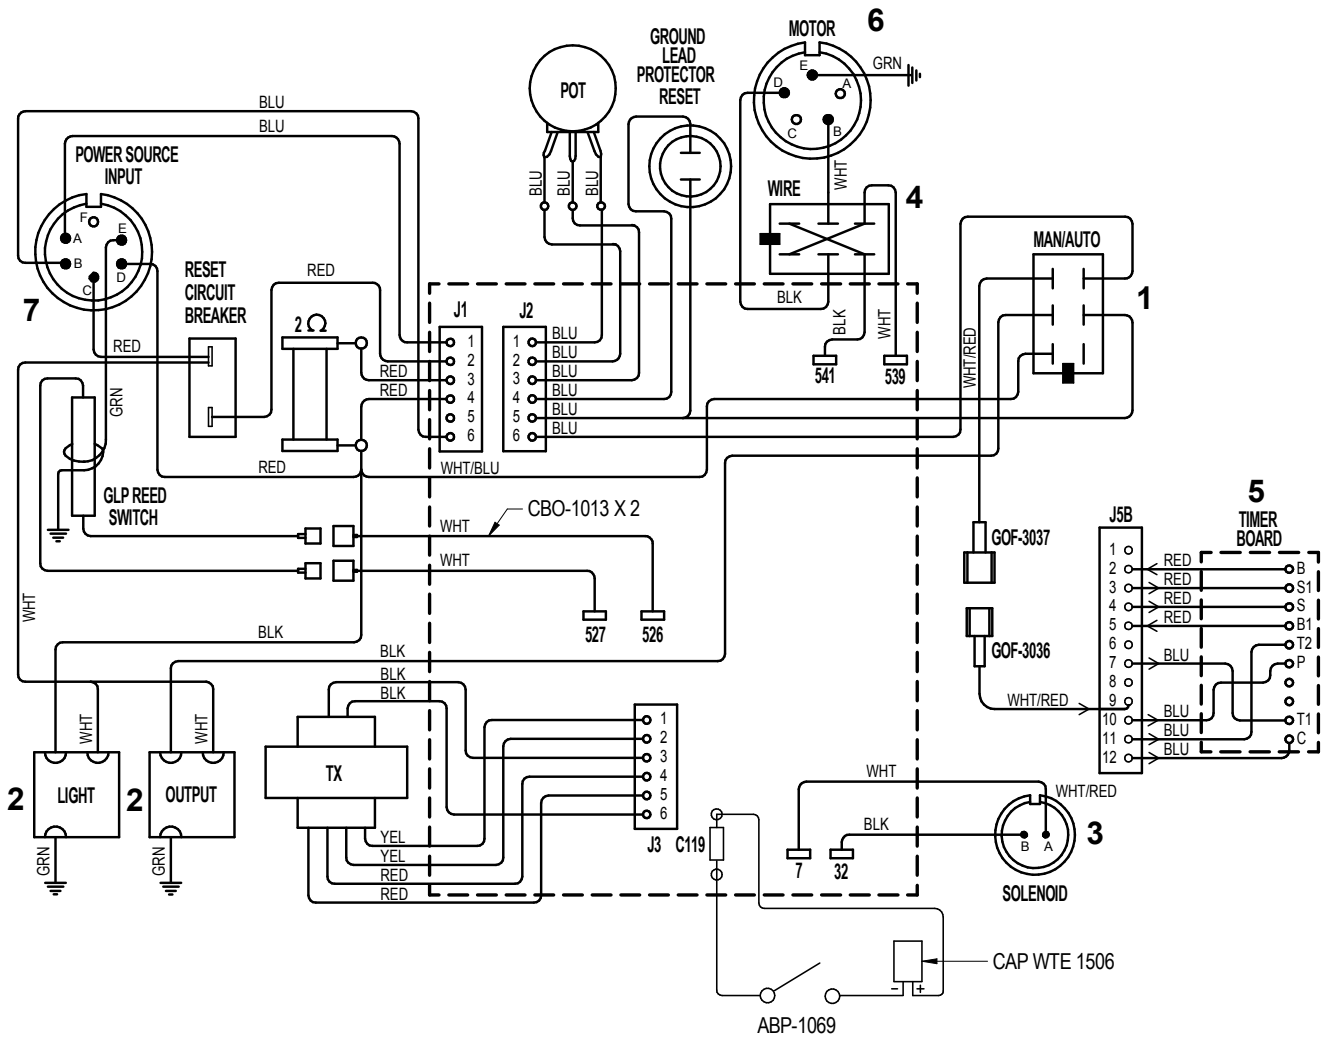 MOTOR
6
GROUND
LEAD
PROTECTOR
RESET
POT
E
GRN
D
A
C
B
BLU
BLU
POWER SOURCE
INPUT
F
A
E
B
D
C
7
BLU
BLU
BLU
WHT
WIRE
4
MAN/AUTO
1
RESET
CIRCUIT
BREAKER
RED
2 Ω
J1
J2
BLK
BLK
WHT
541
539
WHT/RED
RED
GRN
RED
RED
1
2
3
4
5
6
1
2
3
4
5
6
BLU
BLU
BLU
BLU
BLU
BLU
RED
WHT/BLU
GLP REED
SWITCH
CBO-1013 X 2
WHT
WHT
527
526
WHT
BLK
BLK
BLK
BLK
GOF-3037
GOF-3036
WHT/RED
J5B
1
2
3
4
5
6
7
8
9
10
11
12
5
TIMER
BOARD
RED
RED
RED
RED
BLU
BLU
BLU
BLU
B
S1
S
B1
T2
P
T1
C
WHT
WHT
2
LIGHT
2
OUTPUT
GRN
GRN
TX
YEL
YEL
RED
RED
1
2
3
4
5
6
J3
C119
WHT
BLK
7
32
WHT/RED
B
A
3
SOLENOID
CAP WTE 1506
–
+
ABP-1069